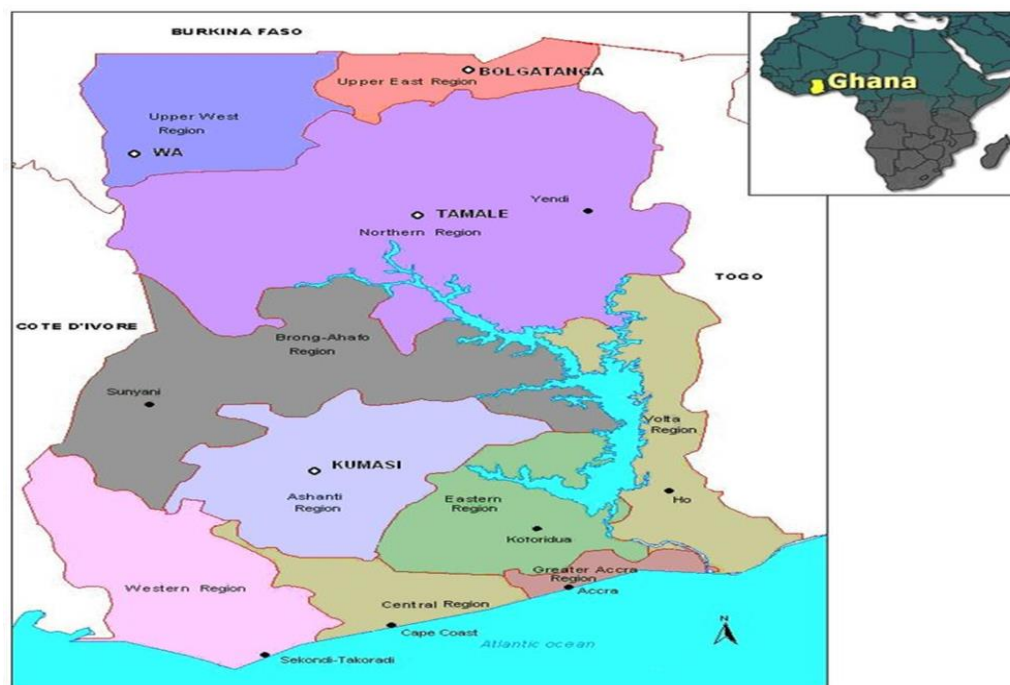 BURKINA FASO
Ghana
Upper East Region
BOLGATANGA
Upper West
Region
WA
Yendi
TAMALE
Northern Region
TOGO
COTE D'IVORE
Brong-Ahafo
Region
Sunyani
Volta
Region
KUMASI
Ashanti
Region
Eastern
Region
Ho
Kotoridua
Greater Accra
Region
Western Region
Accra
Central Region
N
Cape Coast
Atlantic ocean
Sekondi-Takoradi